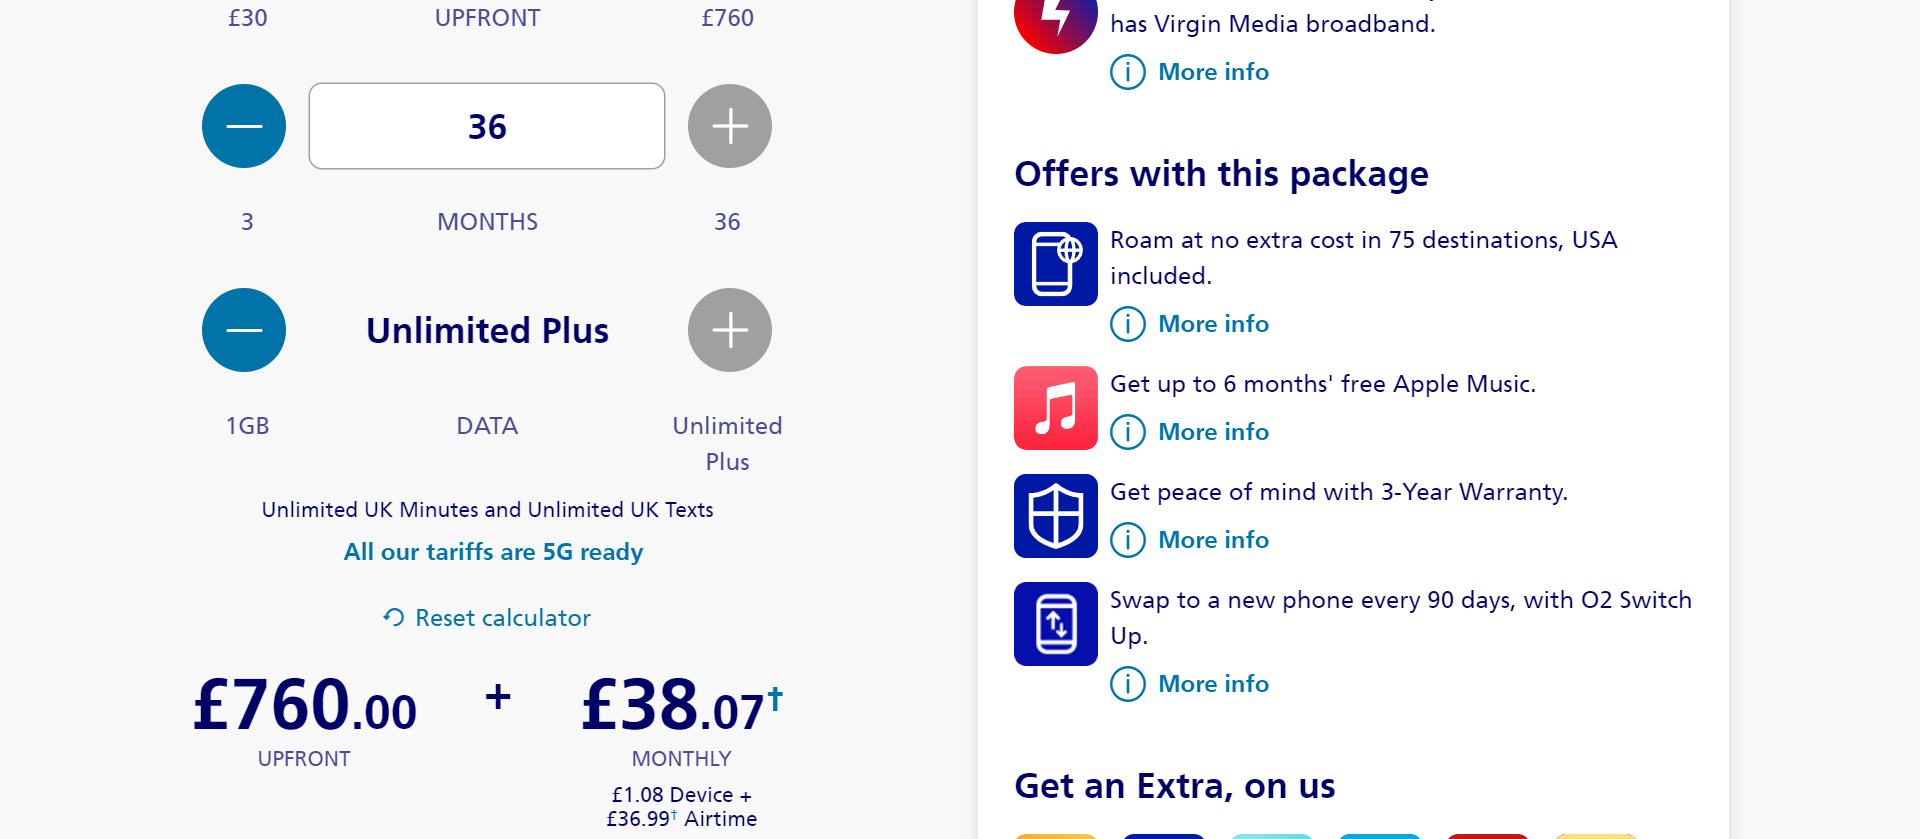 £30 UPFRONT £760
36
3 MONTHS 36
Unlimited Plus
1GB DATA Unlimited
Plus
Unlimited UK Minutes and Unlimited UK Texts
All our tariffs are 5G ready
Reset calculator
£760.00 + £38.07†
UPFRONT MONTHLY
£1.08 Device +
£36.99† Airtime
has Virgin Media broadband.
More info
Offers with this package
Roam at no extra cost in 75 destinations, USA
included.
More info
Get up to 6 months' free Apple Music.
More info
Get peace of mind with 3-Year Warranty.
More info
Swap to a new phone every 90 days, with O2 Switch
Up.
More info
Get an Extra, on us